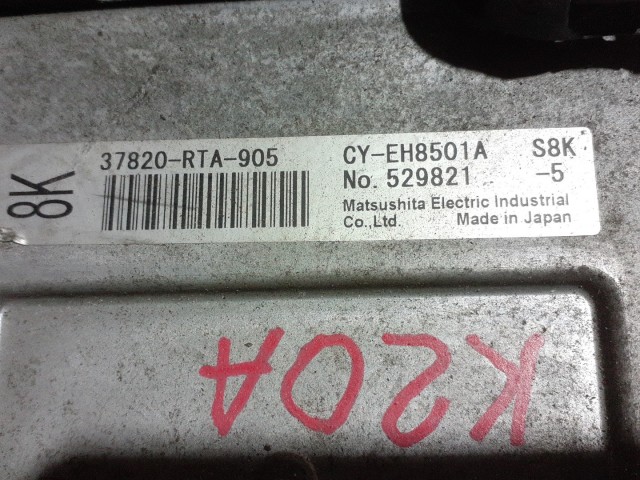 8K
37820-RTA-905
CY-EH8501A S8K
No. 529821 -5
Matsushita Electric Industrial
Co.,Ltd. Made in Japan
K20A